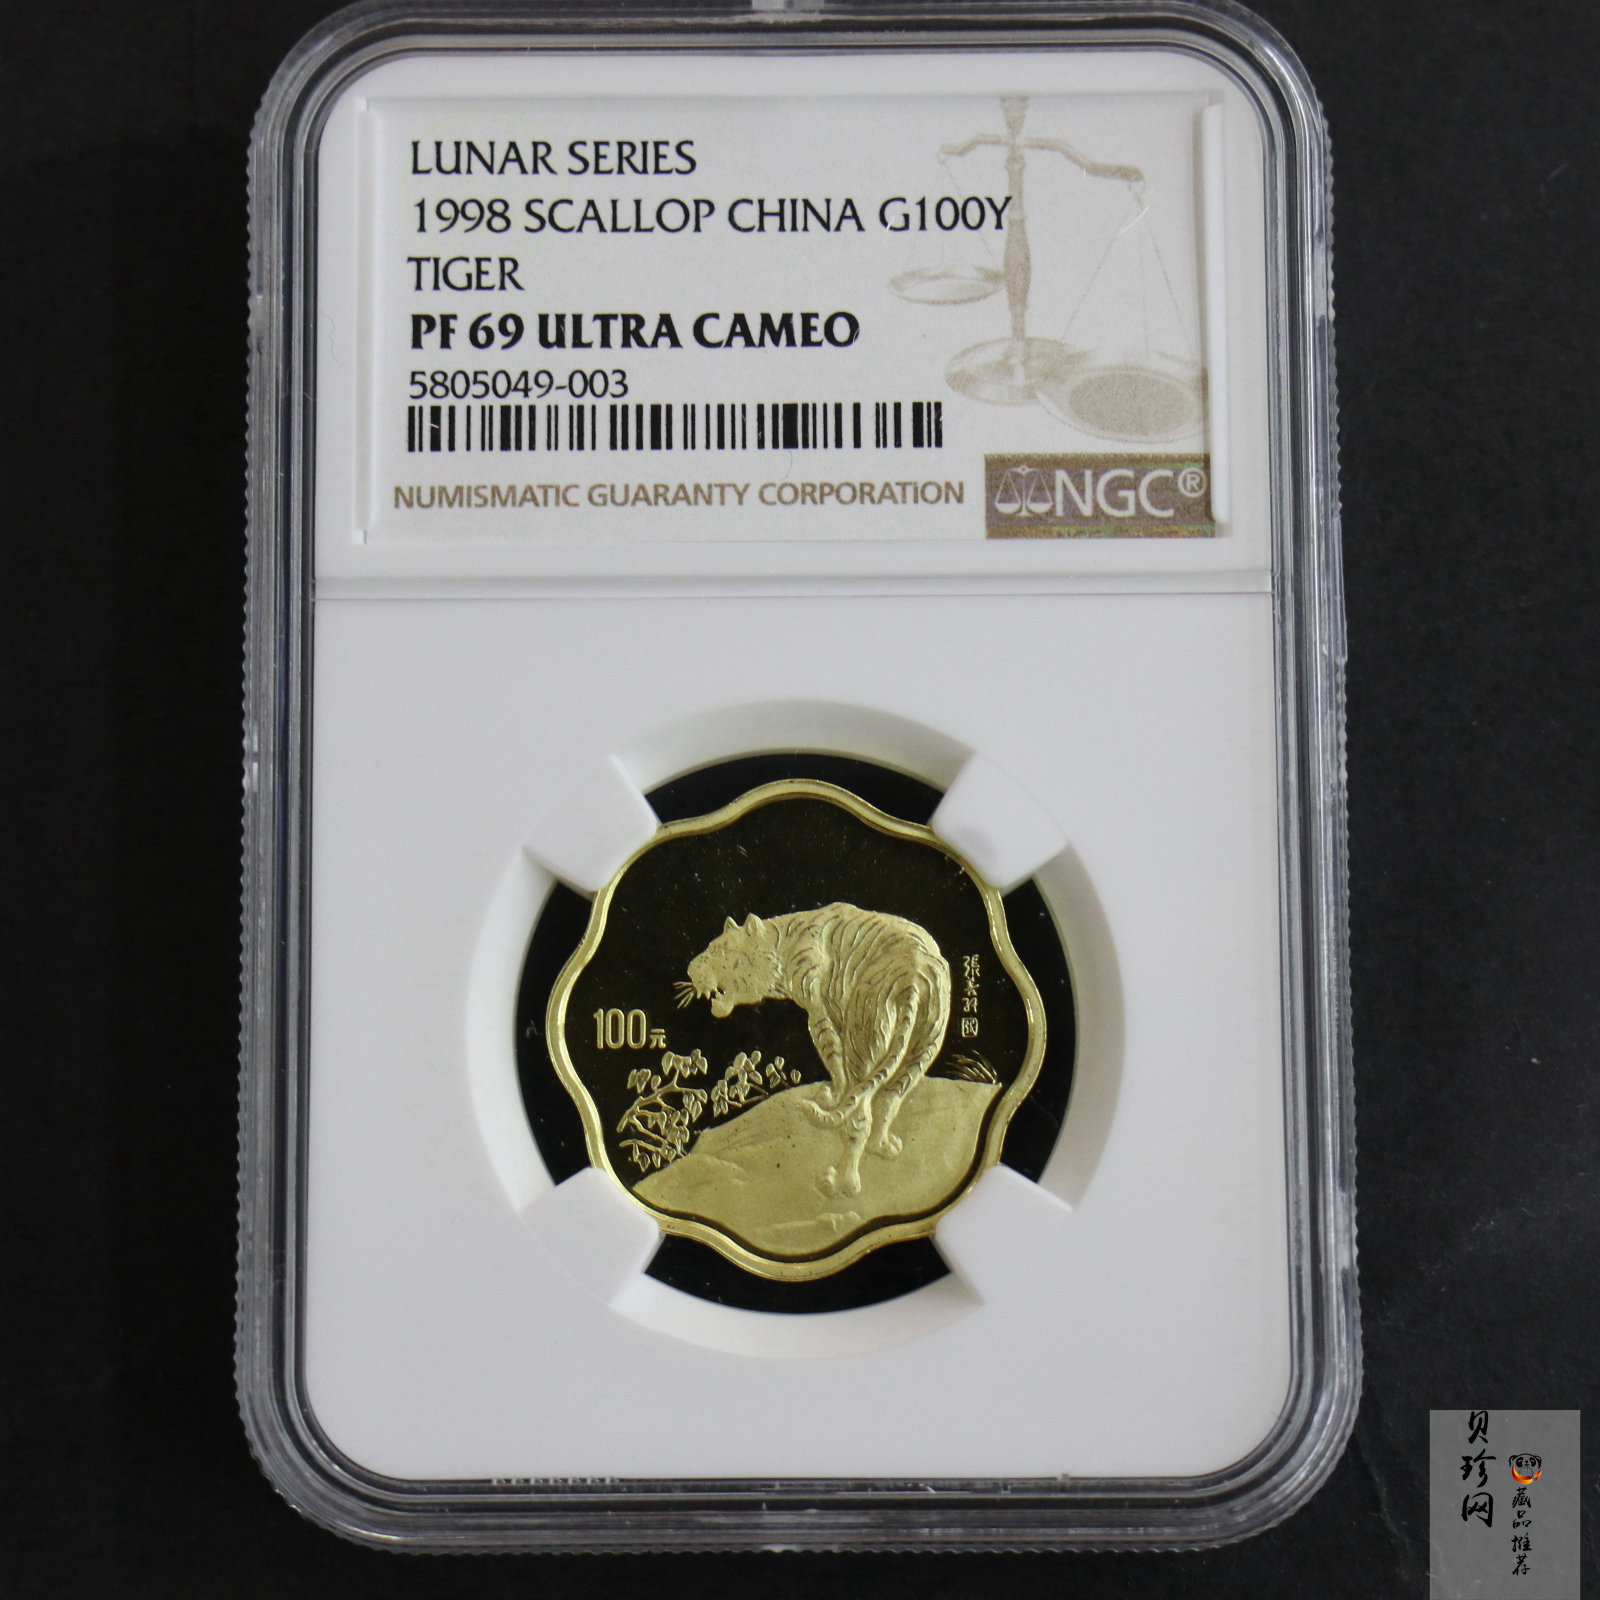 LUNAR SERIES
1998 SCALLOP CHINA G100Y
TIGER
PF 69 ULTRA CAMEO
5805049-003
NUMISMATIC GUARANTY CORPORATION
NGC®
100元
贝珍网
藏品推荐